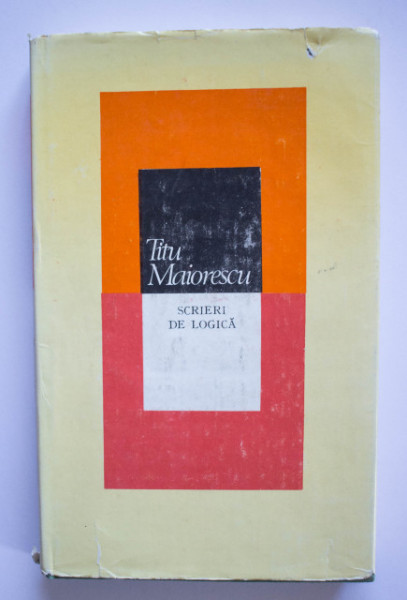 Titu
Maiorescu
SCRIERI
DE LOGICĂ